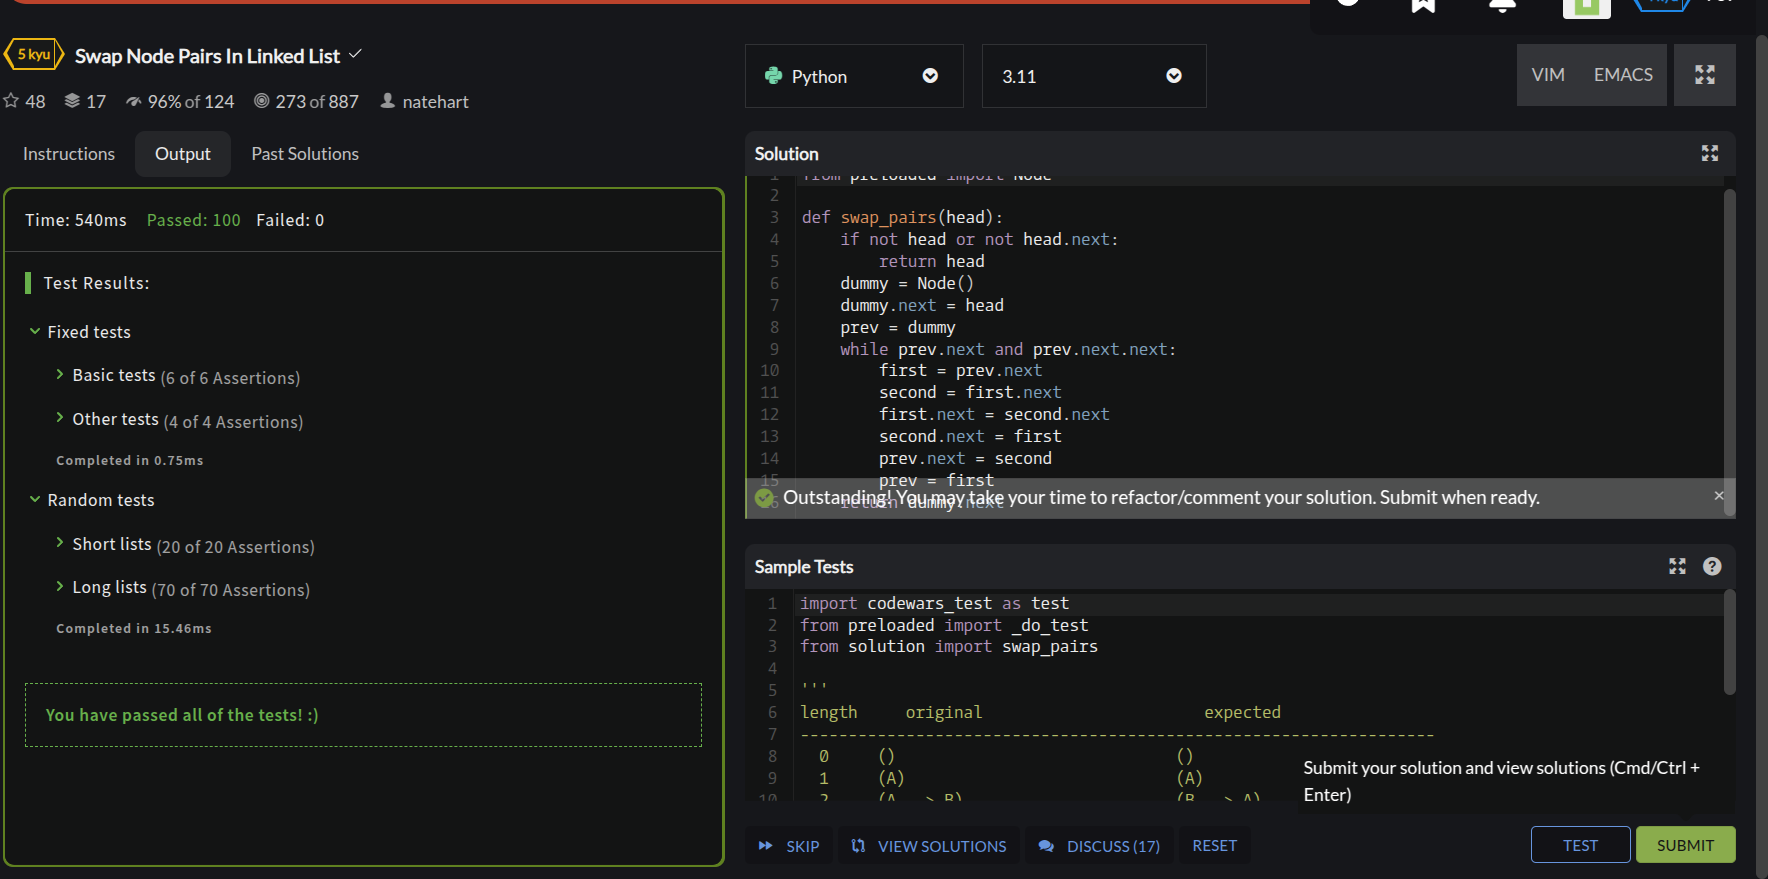 5 kyu
Swap Node Pairs In Linked List
48 17 96% of 124 273 of 887 natehart
Instructions Output Past Solutions
Time: 540ms Passed: 100 Failed: 0
Test Results:
Fixed tests
Basic tests (6 of 6 Assertions)
Other tests (4 of 4 Assertions)
Completed in 0.75ms
Random tests
Short lists (20 of 20 Assertions)
Long lists (70 of 70 Assertions)
Completed in 15.46ms
You have passed all of the tests! :)
Python 3.11 VIM EMACS
Solution
1 from preloaded import Node
2
3 def swap_pairs(head):
4     if not head or not head.next:
5         return head
6     dummy = Node()
7     dummy.next = head
8     prev = dummy
9     while prev.next and prev.next.next:
10         first = prev.next
11         second = first.next
12         first.next = second.next
13         second.next = first
14         prev.next = second
15         prev = first
16     return dummy.next
Outstanding! You may take your time to refactor/comment your solution. Submit when ready. ×
Sample Tests
1 import codewars_test as test
2 from preloaded import _do_test
3 from solution import swap_pairs
4
5 '''
6 length     original                       expected
7 ------------------------------------------------------------------
8   0     ()                             ()
9   1     (A)                            (A)
10   2     (A --> B)                      (B --> A)
Submit your solution and view solutions (Cmd/Ctrl +
Enter)
SKIP VIEW SOLUTIONS DISCUSS (17) RESET TEST SUBMIT